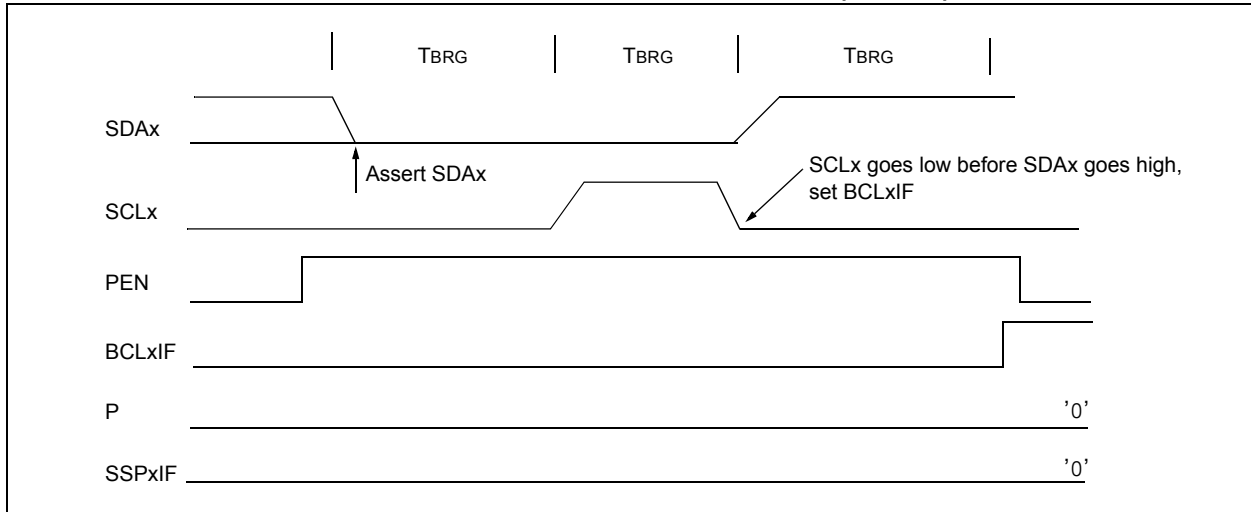 TBRG TBRG TBRG
SDAx
Assert SDAx
SCLx goes low before SDAx goes high,
set BCLxIF
SCLx
PEN
BCLxIF
P '0'
SSPxIF '0'